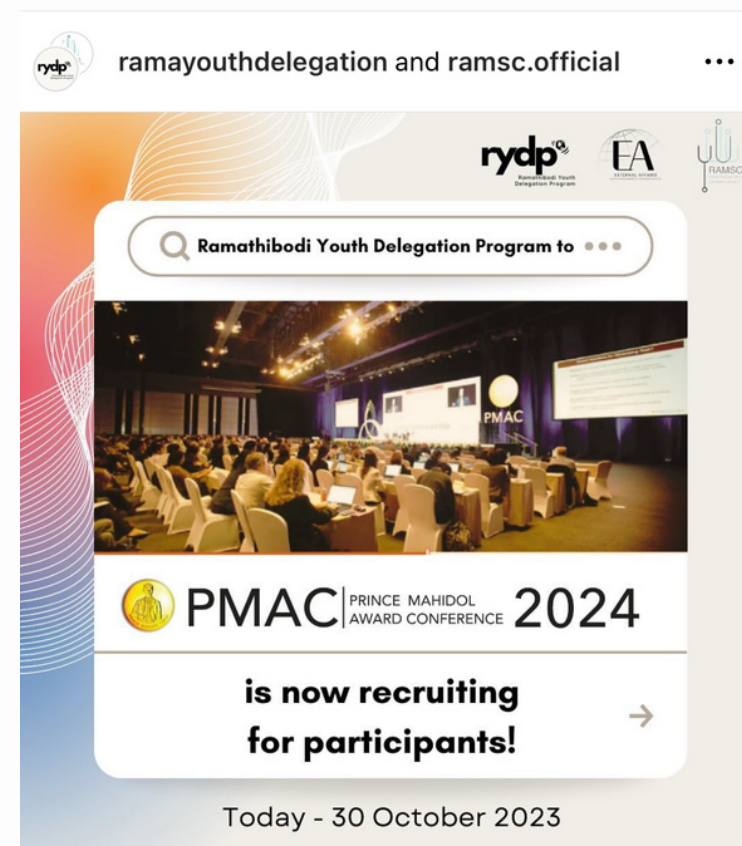 rydp
ramayouthdelegation and ramsc.official
rydp
Ramathibodi Youth
Delegation Program
EA
EXTERNAL AFFAIRS
RAMSC
Ramathibodi Youth Delegation Program to
PMAC
PMAC PRINCE MAHIDOL
AWARD CONFERENCE 2024
is now recruiting
for participants!
Today - 30 October 2023